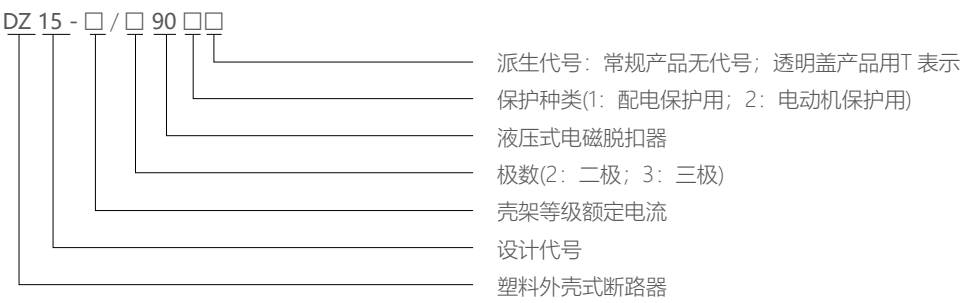 DZ 15 - □ / □ 90 □□
派生代号：常规产品无代号；透明盖产品用T 表示
保护种类(1：配电保护用；2：电动机保护用)
液压式电磁脱扣器
极数(2：二极；3：三极)
壳架等级额定电流
设计代号
塑料外壳式断路器